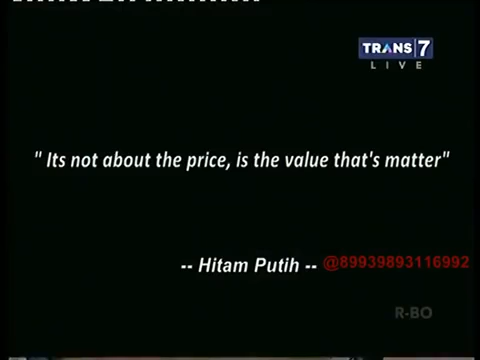 TRANS 7
LIVE
" Its not about the price, is the value that's matter"
-- Hitam Putih --
@89939893116992
R-BO